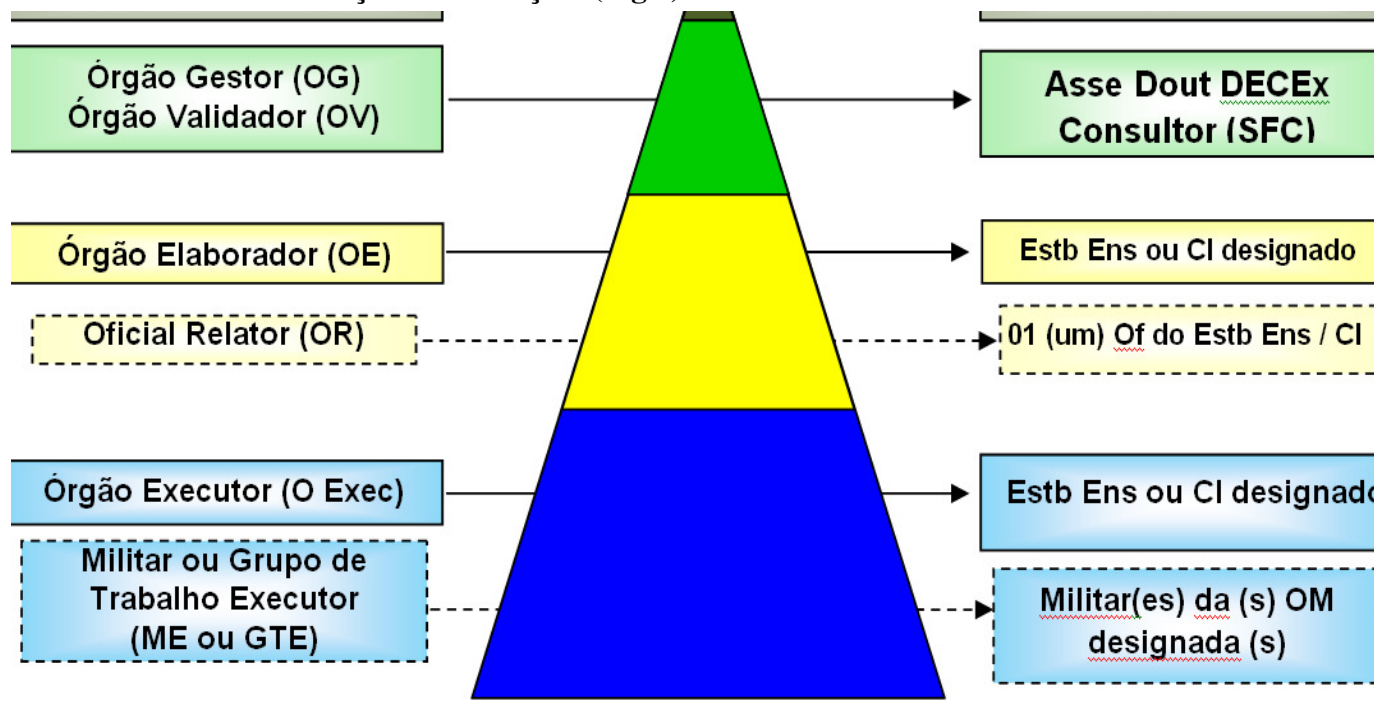 Órgão Gestor (OG)
Órgão Validador (OV)
Asse Dout DECEx
Consultor (SFC)
Órgão Elaborador (OE)
Estb Ens ou CI designado
Oficial Relator (OR)
01 (um) Of do Estb Ens / CI
Órgão Executor (O Exec)
Estb Ens ou CI designado
Militar ou Grupo de
Trabalho Executor
(ME ou GTE)
Militar(es) da (s) OM
designada (s)